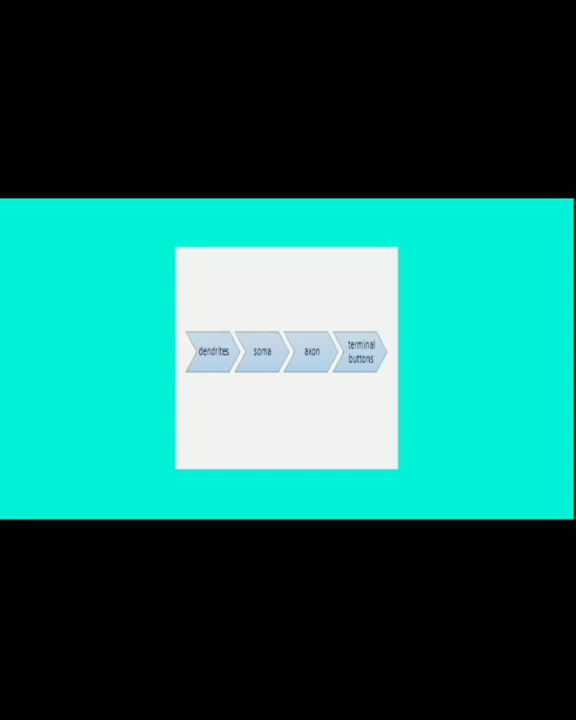 dendrites
soma
axon
terminal
buttons